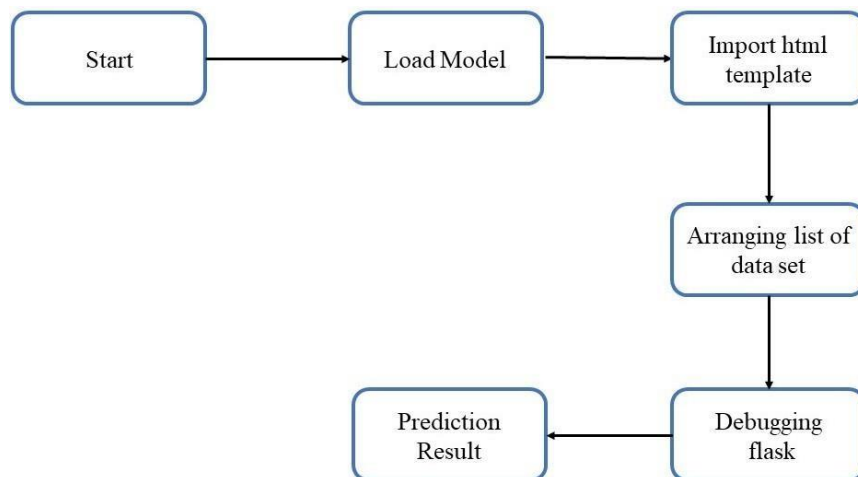 Start
Load Model
Import html
template
Arranging list of
data set
Debugging
flask
Prediction
Result